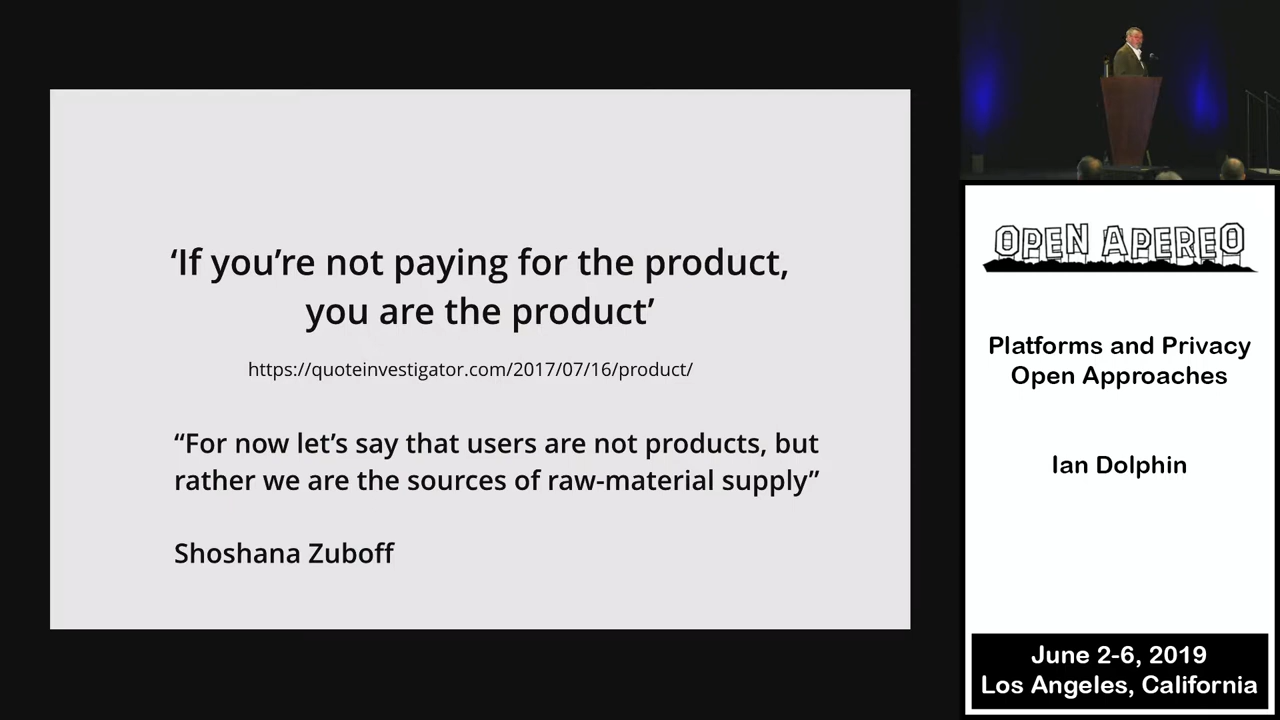 ‘If you’re not paying for the product,
you are the product’
https://quoteinvestigator.com/2017/07/16/product/
“For now let’s say that users are not products, but
rather we are the sources of raw-material supply”
Shoshana Zuboff
OPEN APEREO
Platforms and Privacy
Open Approaches
Ian Dolphin
June 2-6, 2019
Los Angeles, California